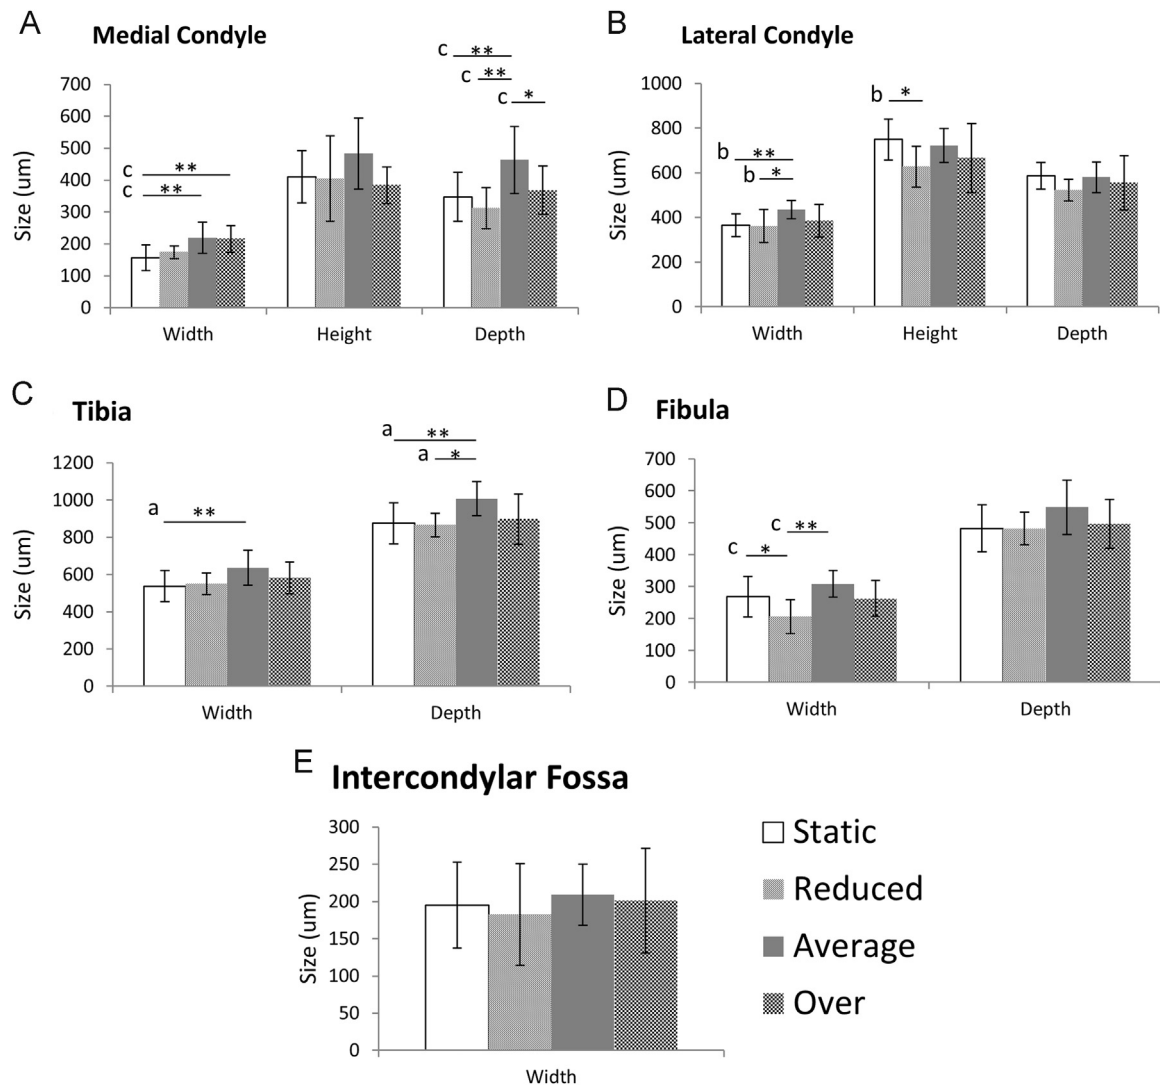 A
Medial Condyle
Size (um)
700
600
500
400
300
200
100
0
c **
c **
c **
c **
c *
Width
Height
Depth
B
Lateral Condyle
Size (um)
1000
800
600
400
200
0
b **
b *
b *
Width
Height
Depth
C
Tibia
Size (um)
1200
1000
800
600
400
200
0
a **
a **
a *
Width
Depth
D
Fibula
Size (um)
700
600
500
400
300
200
100
0
c *
c **
Width
Depth
E
Intercondylar Fossa
Size (um)
300
250
200
150
100
50
0
Width
Static
Reduced
Average
Over